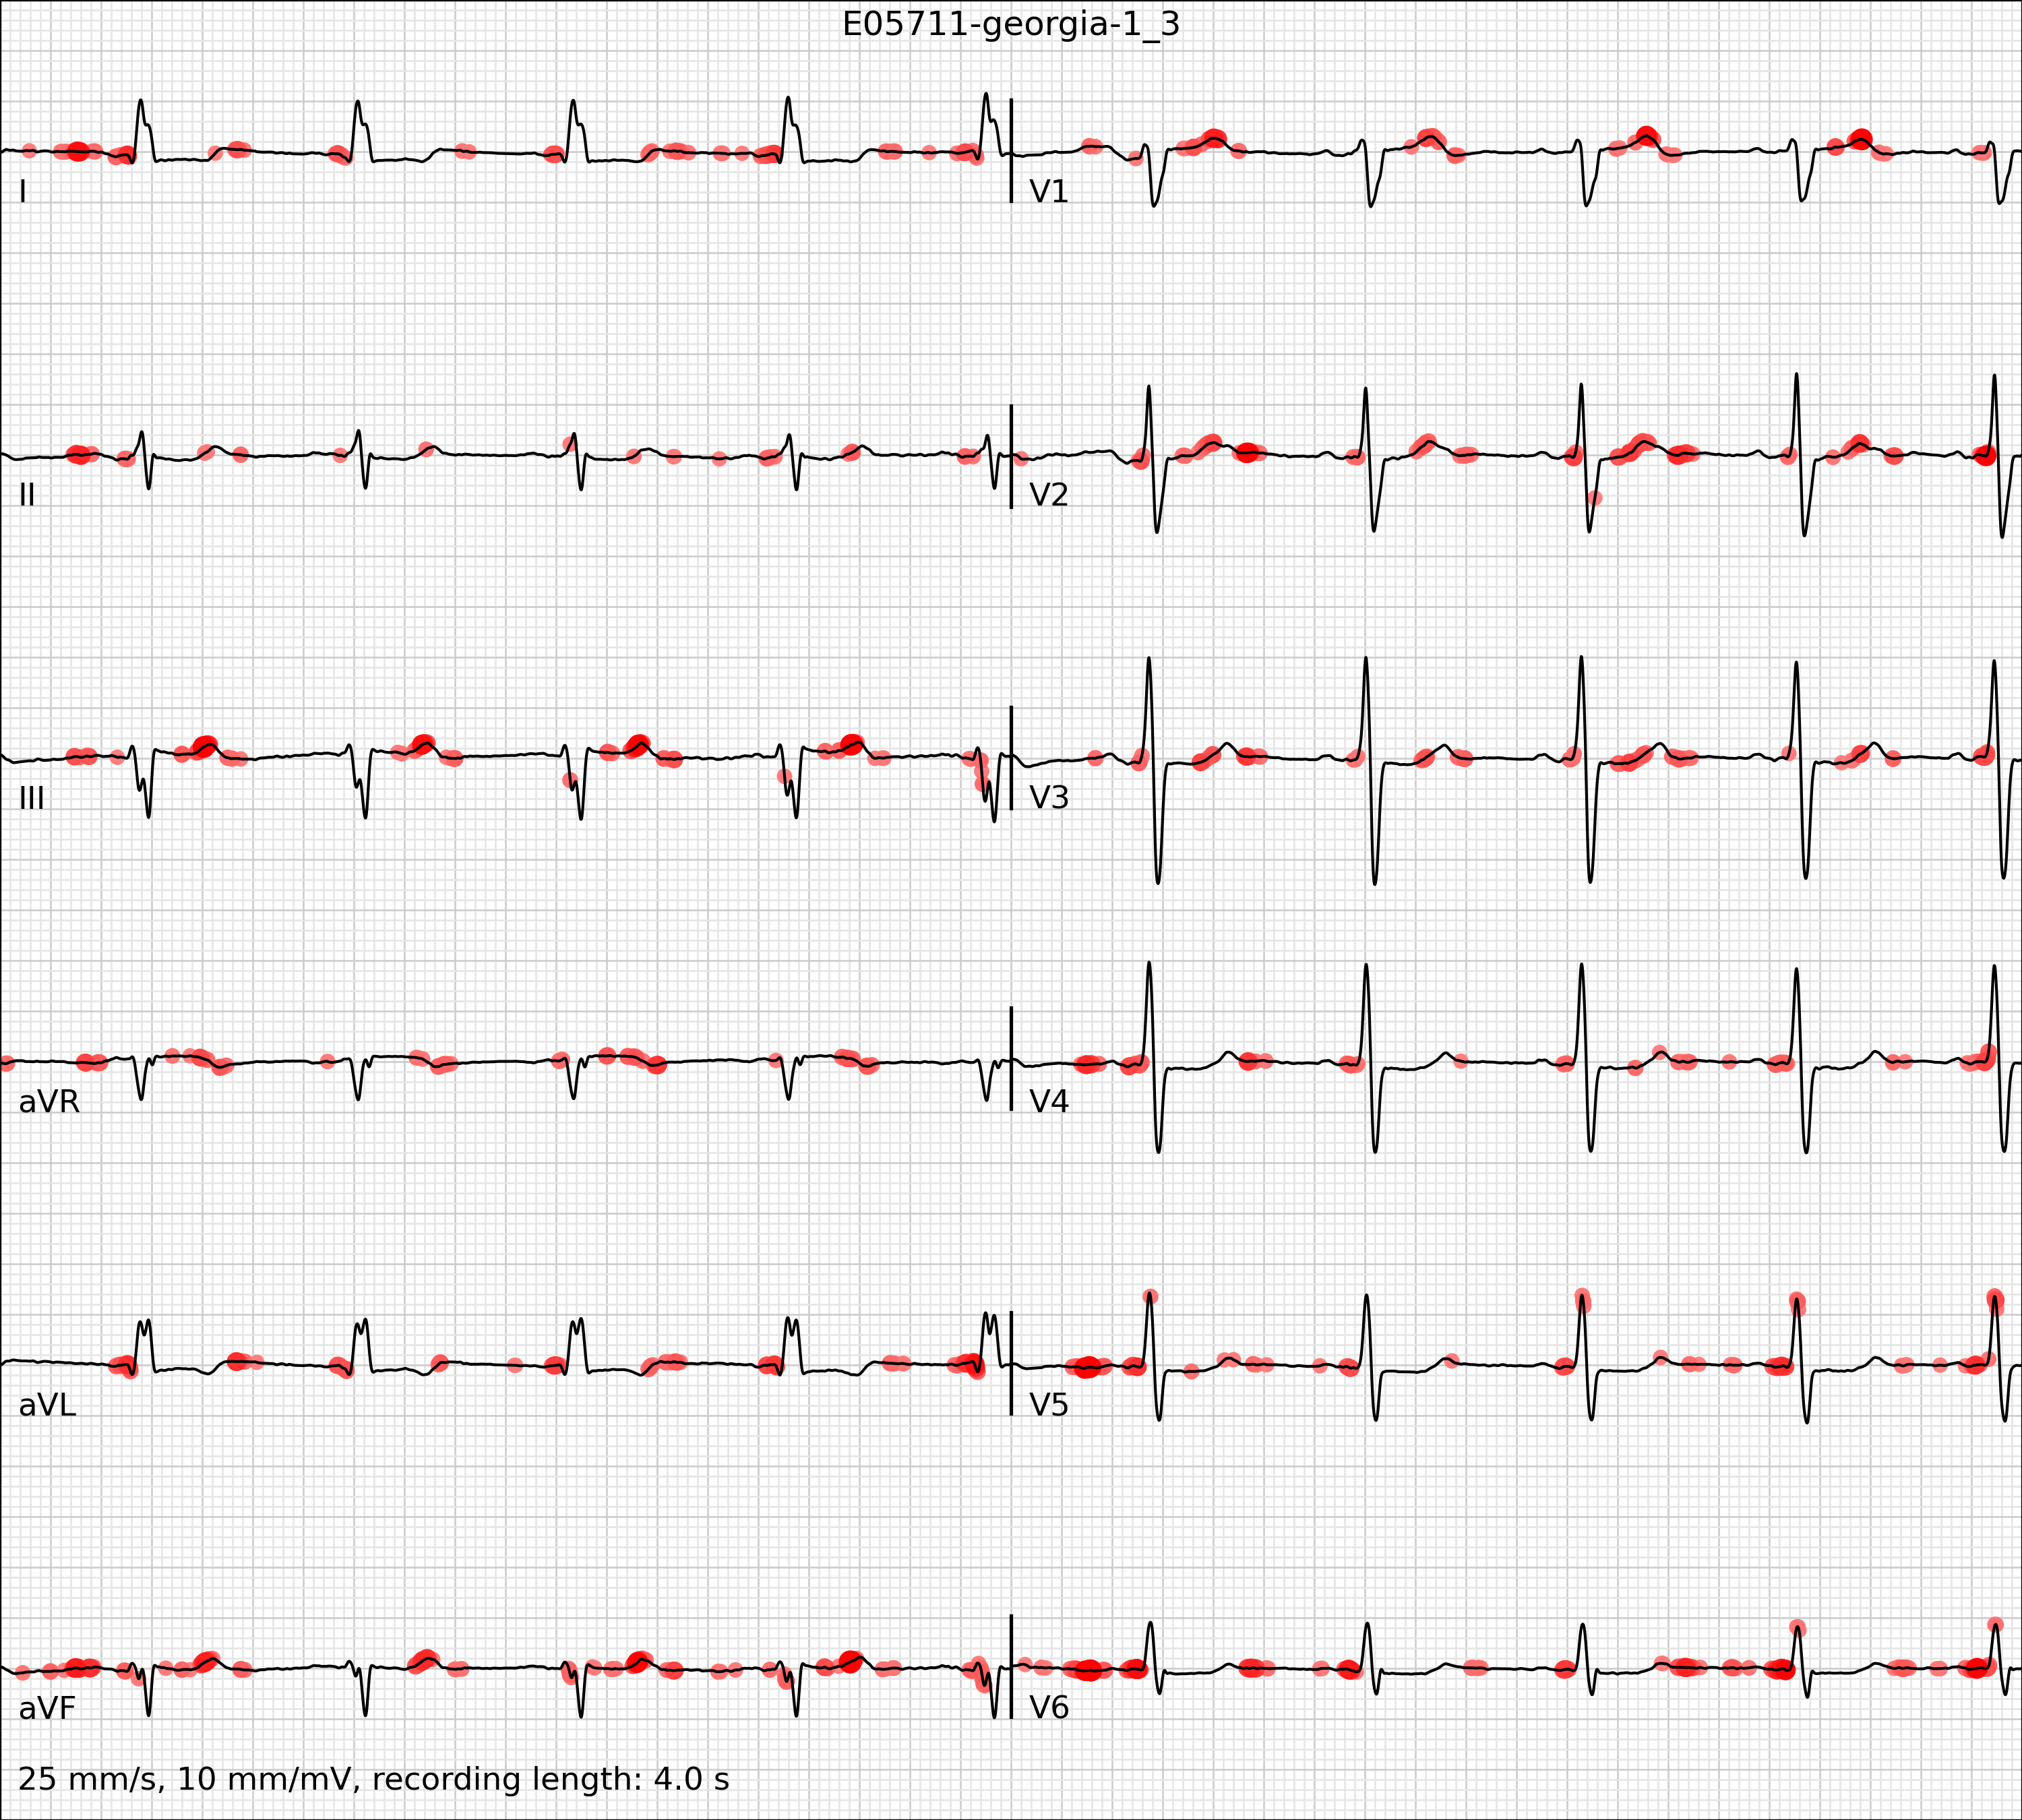 E05711-georgia-1_3
I
V1
II
V2
III
V3
aVR
V4
aVL
V5
aVF
V6
25 mm/s, 10 mm/mV, recording length: 4.0 s